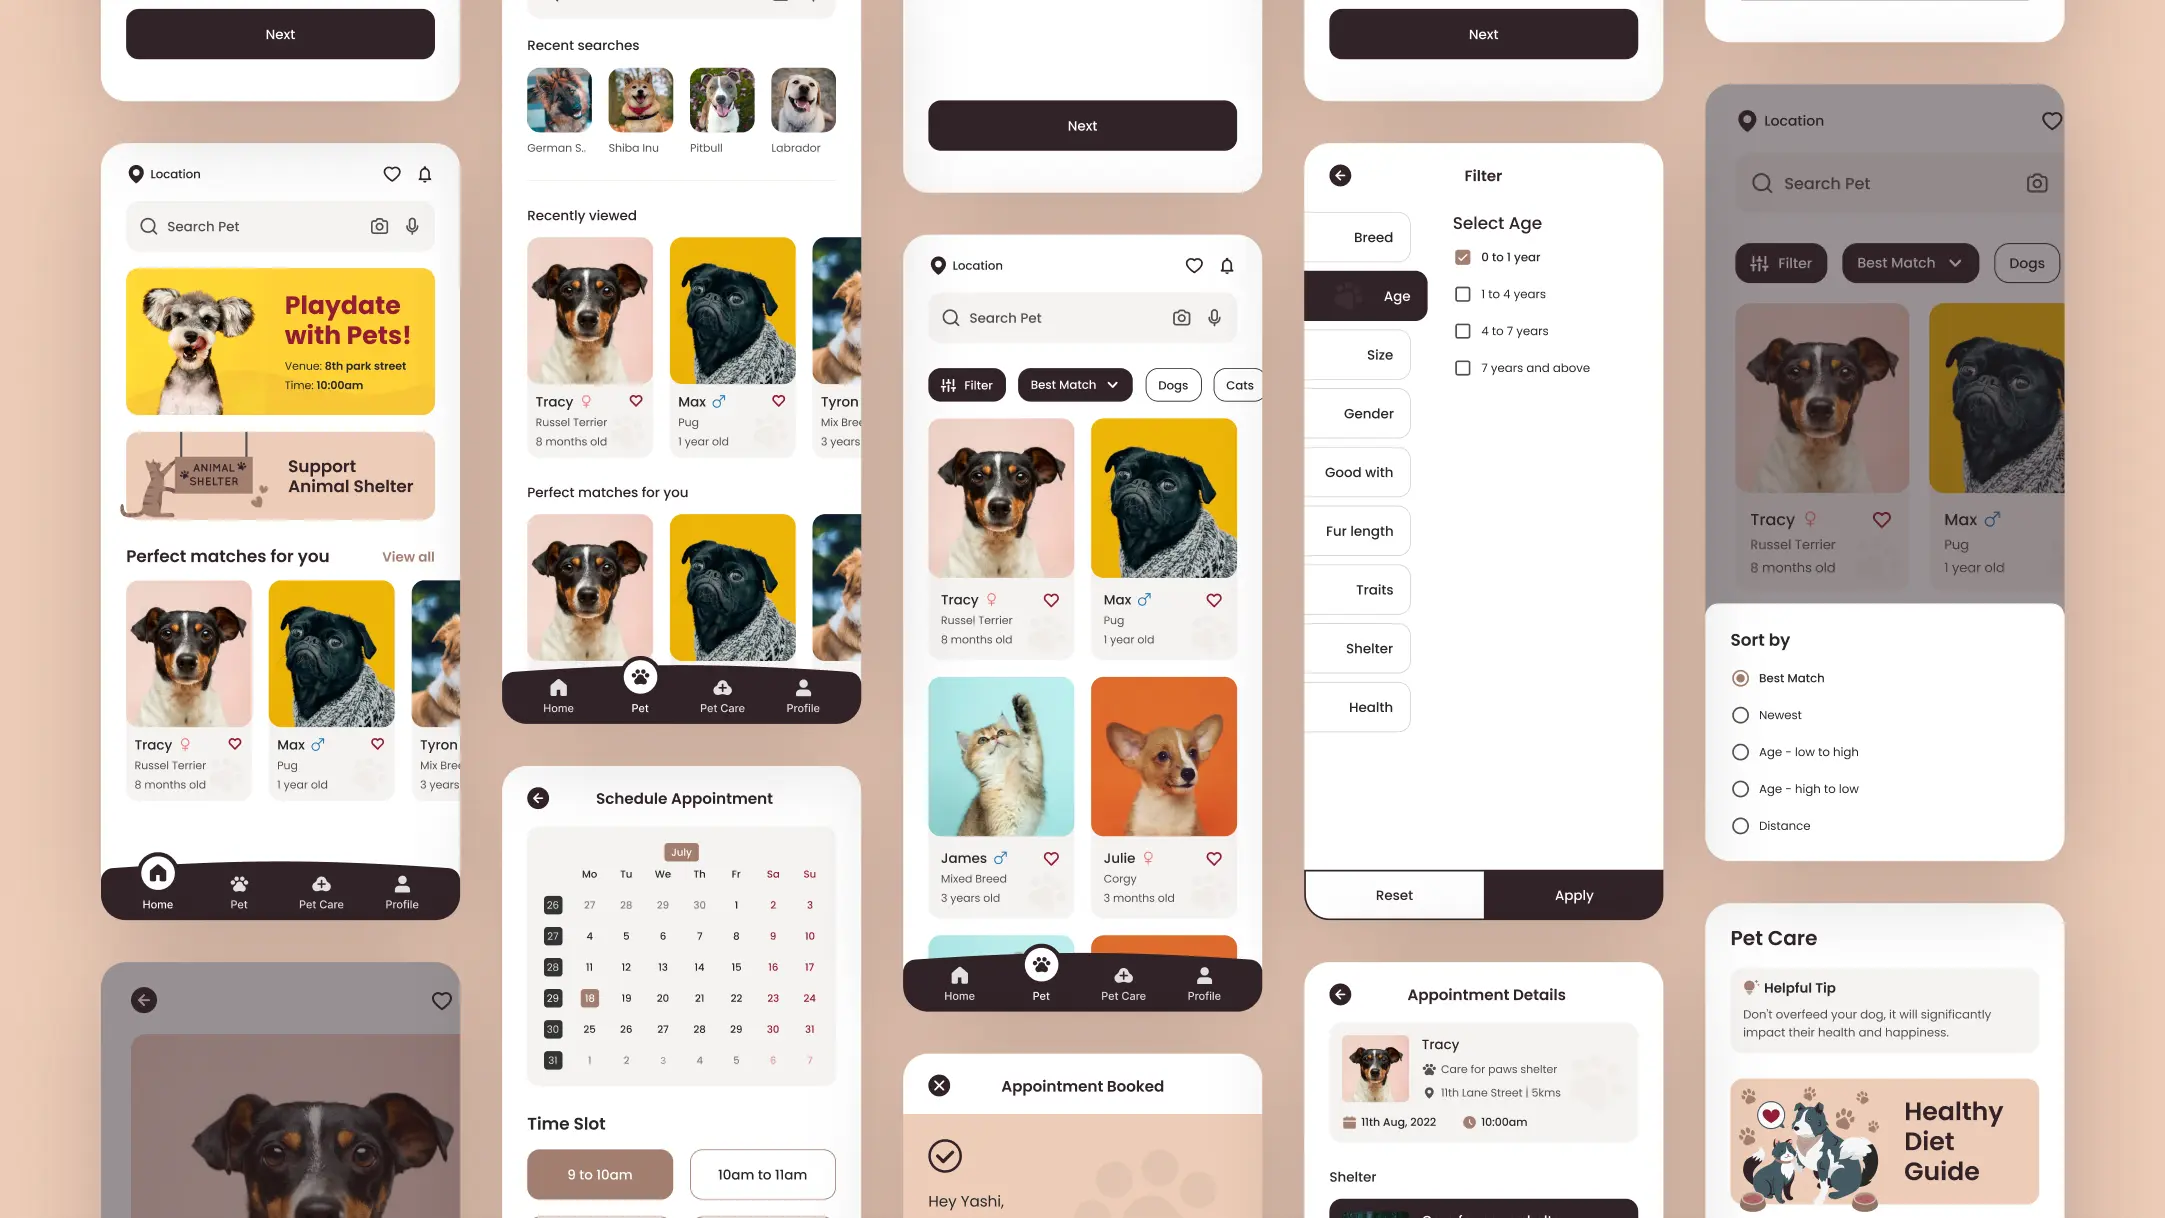 Next
Location
Search Pet
Playdate
with Pets!
Venue: 8th park street
Time: 10:00am
ANIMAL
SHELTER
Support
Animal Shelter
Perfect matches for you
View all
Tracy
Russel Terrier
8 months old
Max
Pug
1 year old
Tyron
Mix Bre
3 years
Home
Pet
Pet Care
Profile
Recent searches
German S..
Shiba Inu
Pitbull
Labrador
Recently viewed
Tracy
Russel Terrier
8 months old
Max
Pug
1 year old
Tyron
Mix Bre
3 years
Perfect matches for you
Home
Pet
Pet Care
Profile
Schedule Appointment
July
Mo Tu We Th Fr Sa Su
26 27 28 29 30 1 2 3
27 4 5 6 7 8 9 10
28 11 12 13 14 15 16 17
29 18 19 20 21 22 23 24
30 25 26 27 28 29 30 31
31 1 2 3 4 5 6 7
Time Slot
9 to 10am
10am to 11am
Next
Location
Search Pet
Filter
Best Match
Dogs
Cats
Tracy
Russel Terrier
8 months old
Max
Pug
1 year old
James
Mixed Breed
3 years old
Julie
Corgy
3 months old
Home
Pet
Pet Care
Profile
Appointment Booked
Hey Yashi,
Next
Filter
Breed
Age
Size
Gender
Good with
Fur length
Traits
Shelter
Health
Select Age
0 to 1 year
1 to 4 years
4 to 7 years
7 years and above
Reset
Apply
Appointment Details
Tracy
Care for paws shelter
11th Lane Street | 5kms
11th Aug, 2022
10:00am
Shelter
Location
Search Pet
Filter
Best Match
Dogs
Tracy
Russel Terrier
8 months old
Max
Pug
1 year old
Sort by
Best Match
Newest
Age - low to high
Age - high to low
Distance
Pet Care
Helpful Tip
Don't overfeed your dog, it will significantly
impact their health and happiness.
Healthy
Diet
Guide